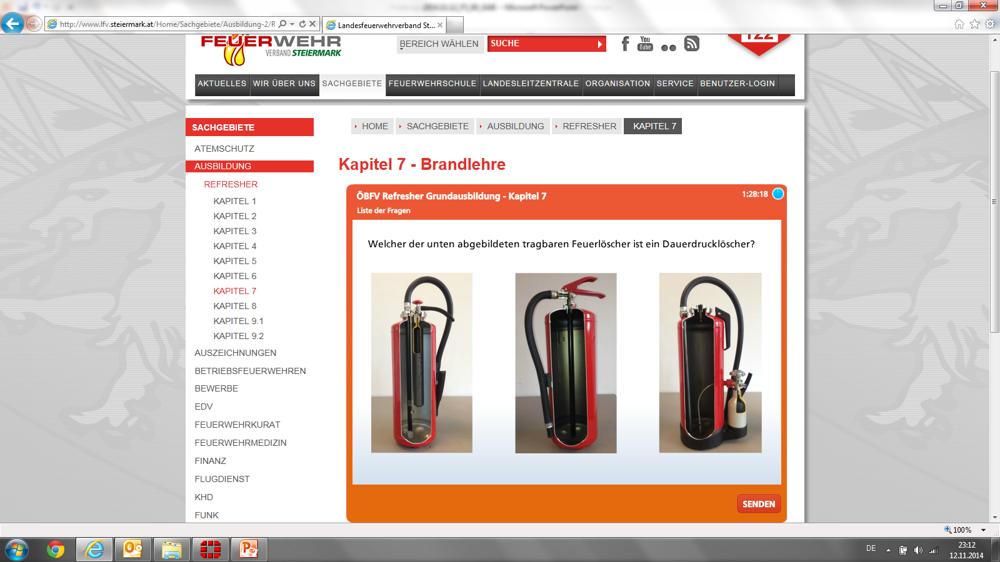 http://www.lfv.steiermark.at/Home/Sachgebiete/Ausbildung-2/R
Landesfeuerwehrverband St...
FEUERWEHR
VERBAND STEIERMARK
BEREICH WÄHLEN
SUCHE
You
Tube
122
AKTUELLES WIR ÜBER UNS SACHGEBIETE FEUERWEHRSCHULE LANDESLEITZENTRALE ORGANISATION SERVICE BENUTZER-LOGIN
HOME SACHGEBIETE AUSBILDUNG REFRESHER KAPITEL 7
SACHGEBIETE
ATEMSCHUTZ
AUSBILDUNG
REFRESHER
KAPITEL 1
KAPITEL 2
KAPITEL 3
KAPITEL 4
KAPITEL 5
KAPITEL 6
KAPITEL 7
KAPITEL 8
KAPITEL 9.1
KAPITEL 9.2
AUSZEICHNUNGEN
BETRIEBSFEUERWEHREN
BEWERBE
EDV
FEUERWEHRKURAT
FEUERWEHRMEDIZIN
FINANZ
FLUGDIENST
KHD
FUNK
Kapitel 7 - Brandlehre
ÖBFV Refresher Grundausbildung - Kapitel 7
1:28:18
Liste der Fragen
Welcher der unten abgebildeten tragbaren Feuerlöscher ist ein Dauerdrucklöscher?
SENDEN
100%
DE
23:12
12.11.2014